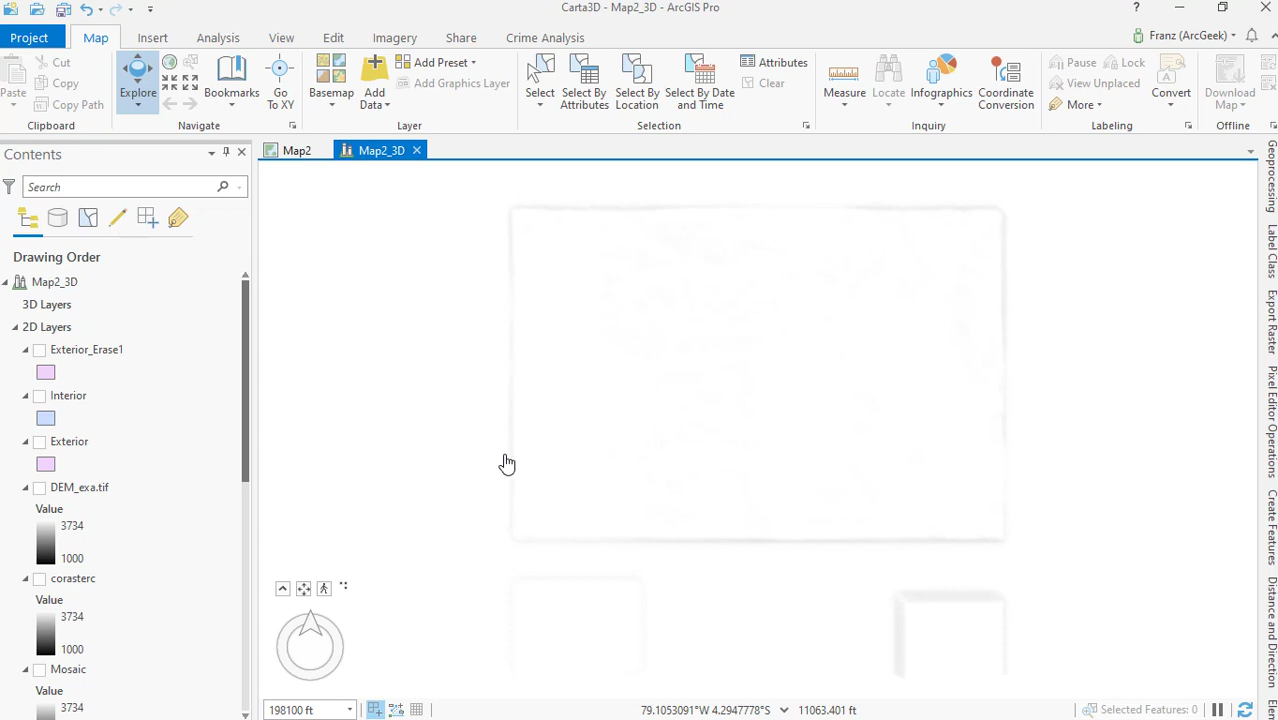 Carta3D - Map2_3D - ArcGIS Pro
?
Project Map Insert Analysis View Edit Imagery Share Crime Analysis
Franz (ArcGeek)
Paste
Cut
Copy
Copy Path
Clipboard
Explore
Bookmarks
Go To XY
Navigate
Basemap
Add Data
Add Preset
Add Graphics Layer
Layer
Select
Select By Attributes
Select By Location
Select By Date and Time
Attributes
Clear
Selection
Measure
Locate
Infographics
Coordinate Conversion
Inquiry
Pause
Lock
View Unplaced
More
Convert
Labeling
Download Map
Offline
Contents
Map2
Map2_3D
Search
Drawing Order
Map2_3D
3D Layers
2D Layers
Exterior_Erase1
Interior
Exterior
DEM_exa.tif
Value
3734
1000
corasterc
Value
3734
1000
Mosaic
Value
3734
Geoprocessing
Label Class
Export Raster
Pixel Editor Operations
Create Features
Distance and Direction
198100 ft
79.1053091°W 4.2947778°S
11063.401 ft
Selected Features: 0